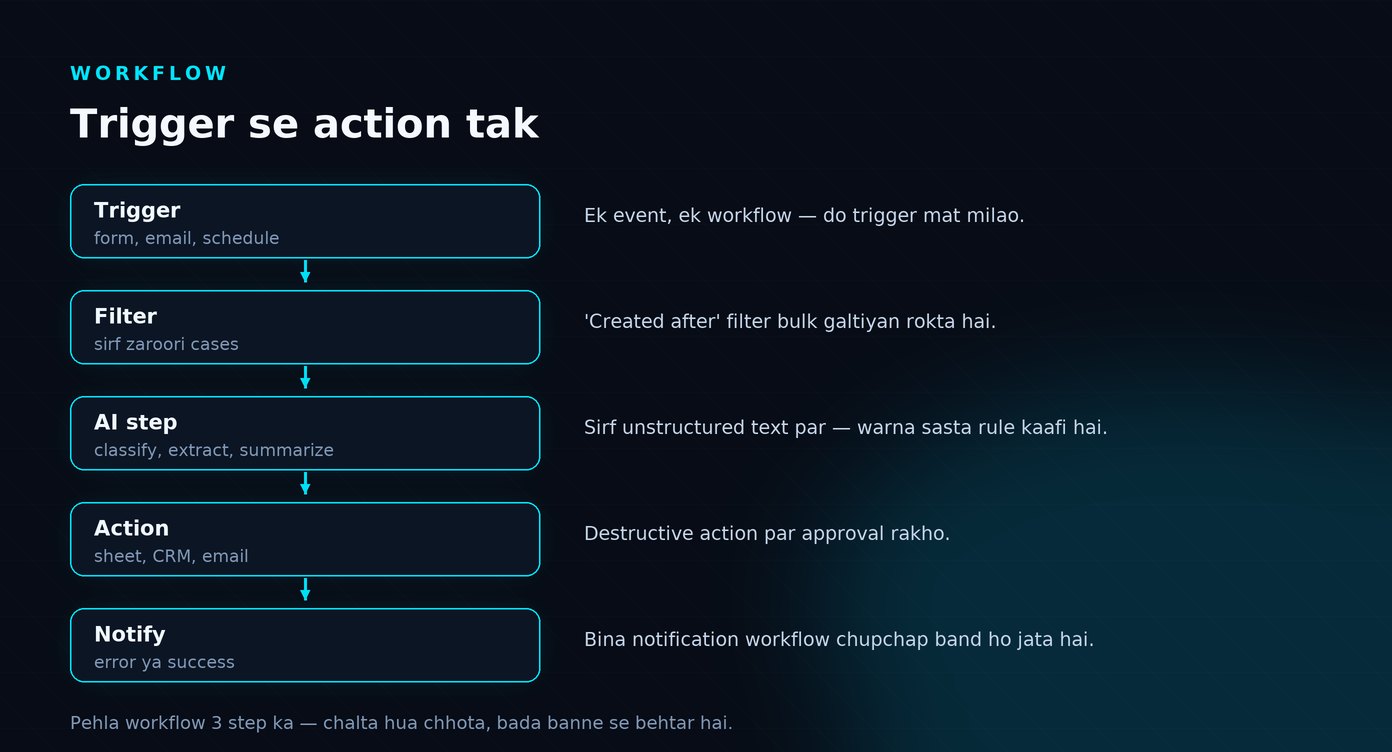 WORKFLOW
Trigger se action tak
Trigger
form, email, schedule
Ek event, ek workflow — do trigger mat milao.
Filter
sirf zaroori cases
'Created after' filter bulk galtiyan rokta hai.
AI step
classify, extract, summarize
Sirf unstructured text par — warna sasta rule kaafi hai.
Action
sheet, CRM, email
Destructive action par approval rakho.
Notify
error ya success
Bina notification workflow chupchap band ho jata hai.
Pehla workflow 3 step ka — chalta hua chhota, bada banne se behtar hai.